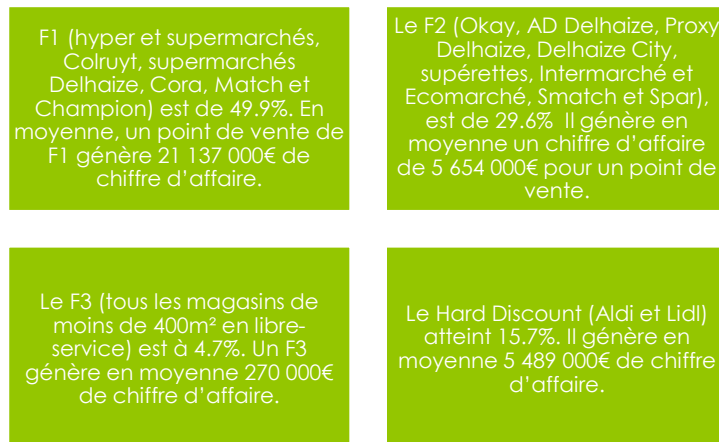 F1 (hyper et supermarchés,
Colruyt, supermarchés
Delhaize, Cora, Match et
Champion) est de 49.9%. En
moyenne, un point de vente de
F1 génère 21 137 000€ de
chiffre d’affaire.
Le F2 (Okay, AD Delhaize, Proxy
Delhaize, Delhaize City,
supérettes, Intermarché et
Ecomarché, Smatch et Spar),
est de 29.6%  Il génère en
moyenne un chiffre d’affaire
de 5 654 000€ pour un point de
vente.
Le F3 (tous les magasins de
moins de 400m² en libre-
service) est à 4.7%. Un F3
génère en moyenne 270 000€
de chiffre d’affaire.
Le Hard Discount (Aldi et Lidl)
atteint 15.7%. Il génère en
moyenne 5 489 000€ de chiffre
d’affaire.